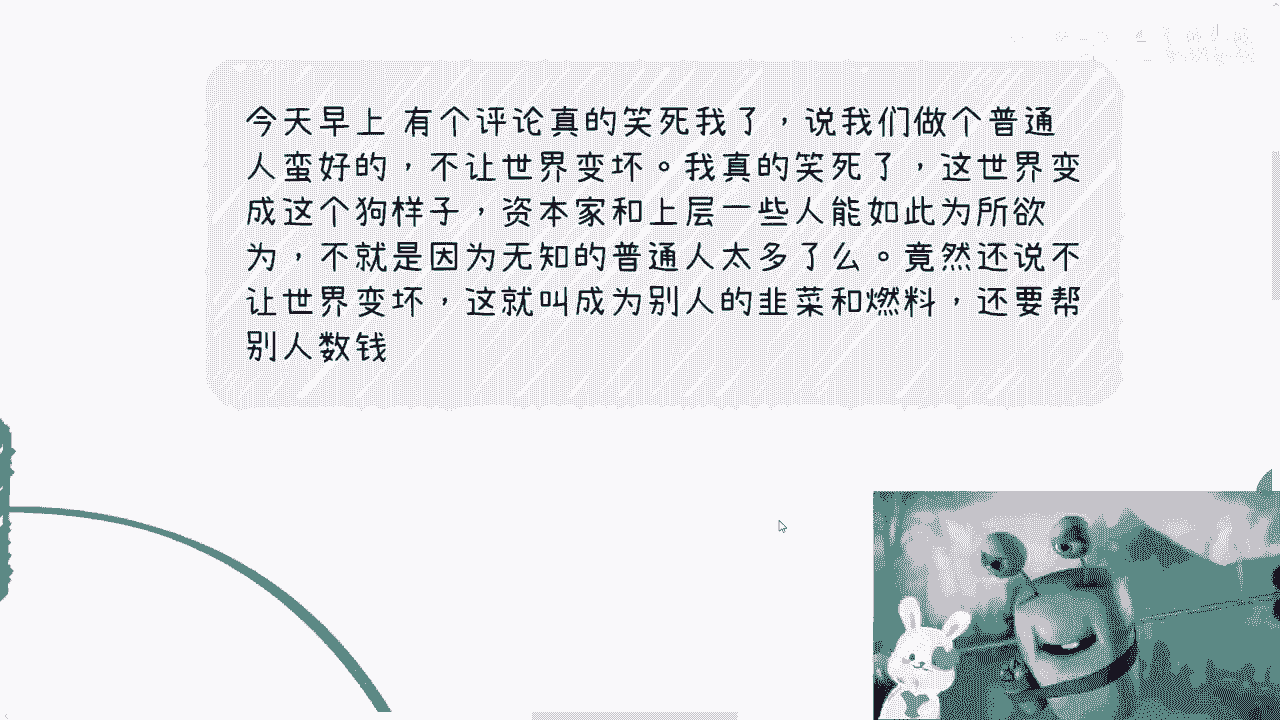 今天早上 有个评论真的笑死我了，说我们做个普通
人蛮好的，不让世界变坏。我真的笑死了，这世界变
成这个狗样子，资本家和上层一些人能如此为所欲
为，不就是因为无知的普通人太多了么。竟然还说不
让世界变坏，这就叫成为别人的韭菜和燃料，还要帮
别人数钱